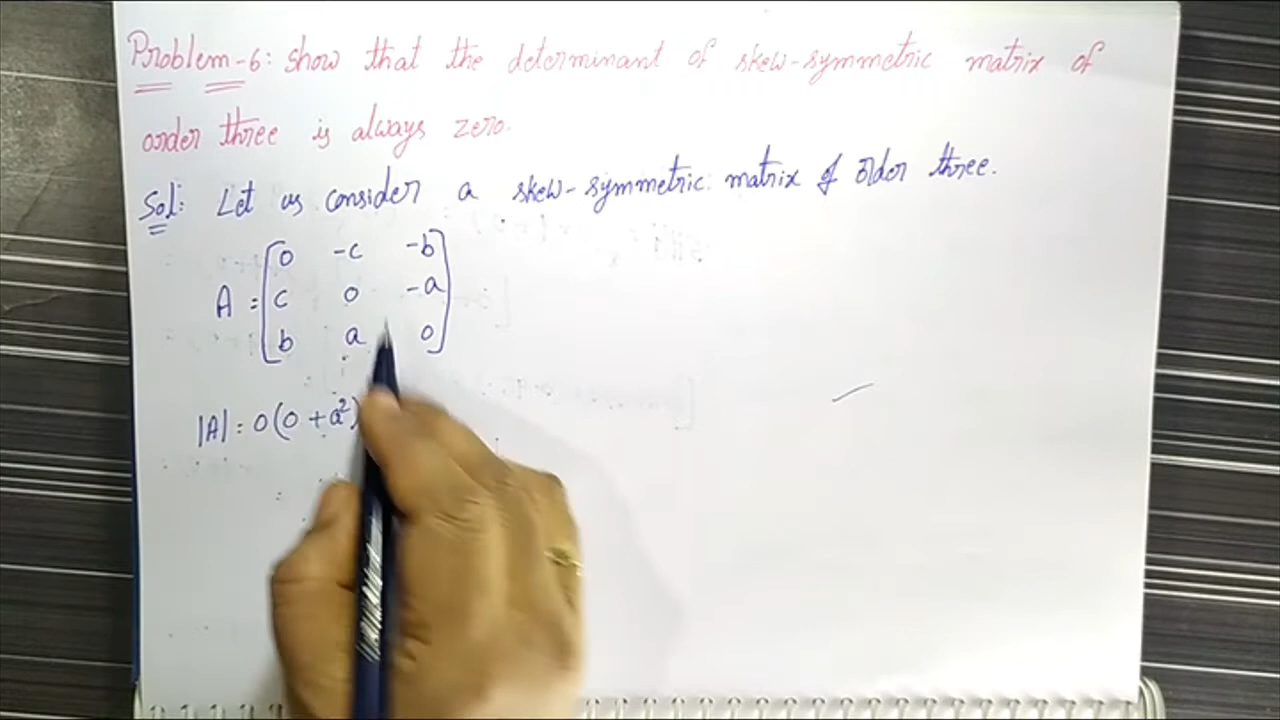 Problem-6: Show that the determinant of skew-symmetric matrix of
order three is always zero.
Sol: Let us consider a skew-symmetric matrix of order three.
A = [0 -c -b
c 0 -a
b a 0]
|A| = 0(0+a²)